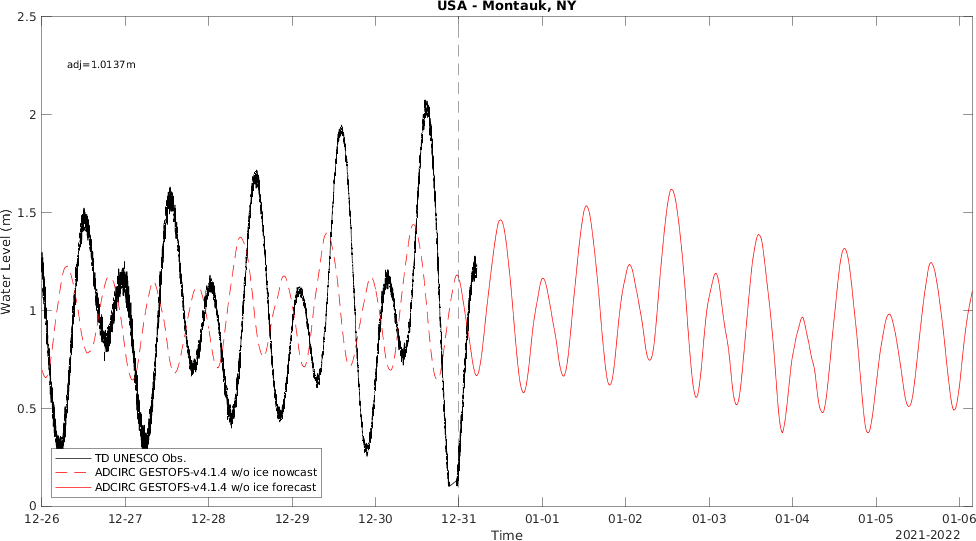 USA - Montauk, NY
2.5
adj=1.0137m
2
1.5
Water Level (m)
1
0.5
TD UNESCO Obs.
ADCIRC GESTOFS-v4.1.4 w/o ice nowcast
ADCIRC GESTOFS-v4.1.4 w/o ice forecast
0
12-26 12-27 12-28 12-29 12-30 12-31 01-01 01-02 01-03 01-04 01-05 01-06
Time
2021-2022